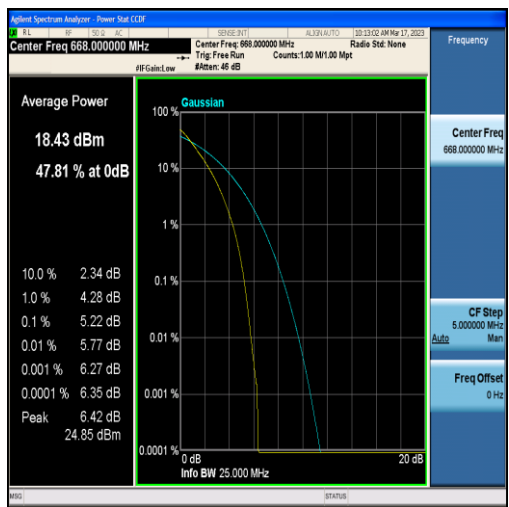 Agilent Spectrum Analyzer - Power Stat CCDF
RL RF 50 Ω AC SENSE:INT ALIGN AUTO 10:13:02 AM Mar 17, 2023
Center Freq 668.000000 MHz
Center Freq: 668.000000 MHz Radio Std: None
Trig: Free Run Counts:1.00 M/1.00 Mpt
#IFGain:Low #Atten: 46 dB
Frequency
Average Power
18.43 dBm
47.81 % at 0dB
10.0 % 2.34 dB
1.0 % 4.28 dB
0.1 % 5.22 dB
0.01 % 5.77 dB
0.001 % 6.27 dB
0.0001 % 6.35 dB
Peak 6.42 dB
24.85 dBm
Gaussian
100 %
10 %
1 %
0.1 %
0.01 %
0.001 %
0.0001 %
0 dB 20 dB
Info BW 25.000 MHz
Center Freq
668.000000 MHz
CF Step
5.000000 MHz
Auto Man
Freq Offset
0 Hz
MSG STATUS